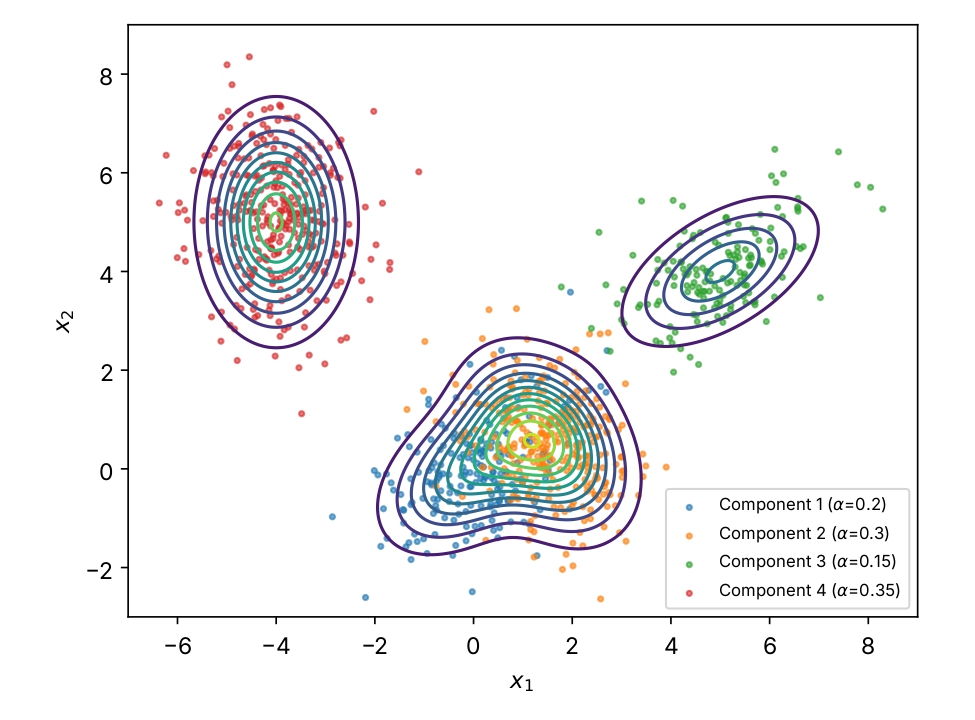 8
6
4
2
0
−2
−6
−4
−2
0
2
4
6
8
x₂
x₁
Component 1 (α=0.2)
Component 2 (α=0.3)
Component 3 (α=0.15)
Component 4 (α=0.35)